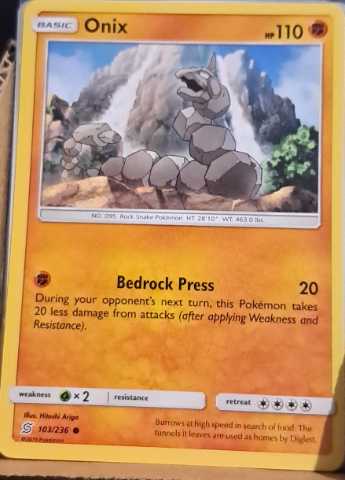 BASIC Onix HP 110
NO. 095 Rock Snake Pokémon HT: 28'10" WT: 463.0 lbs.
Bedrock Press 20
During your opponent's next turn, this Pokémon takes
20 less damage from attacks (after applying Weakness and
Resistance).
weakness × 2 resistance retreat
Illus. Hitoshi Ariga
103/236
©2019 Pokémon
Burrows at high speed in search of food. The
tunnels it leaves are used as homes by Diglett.